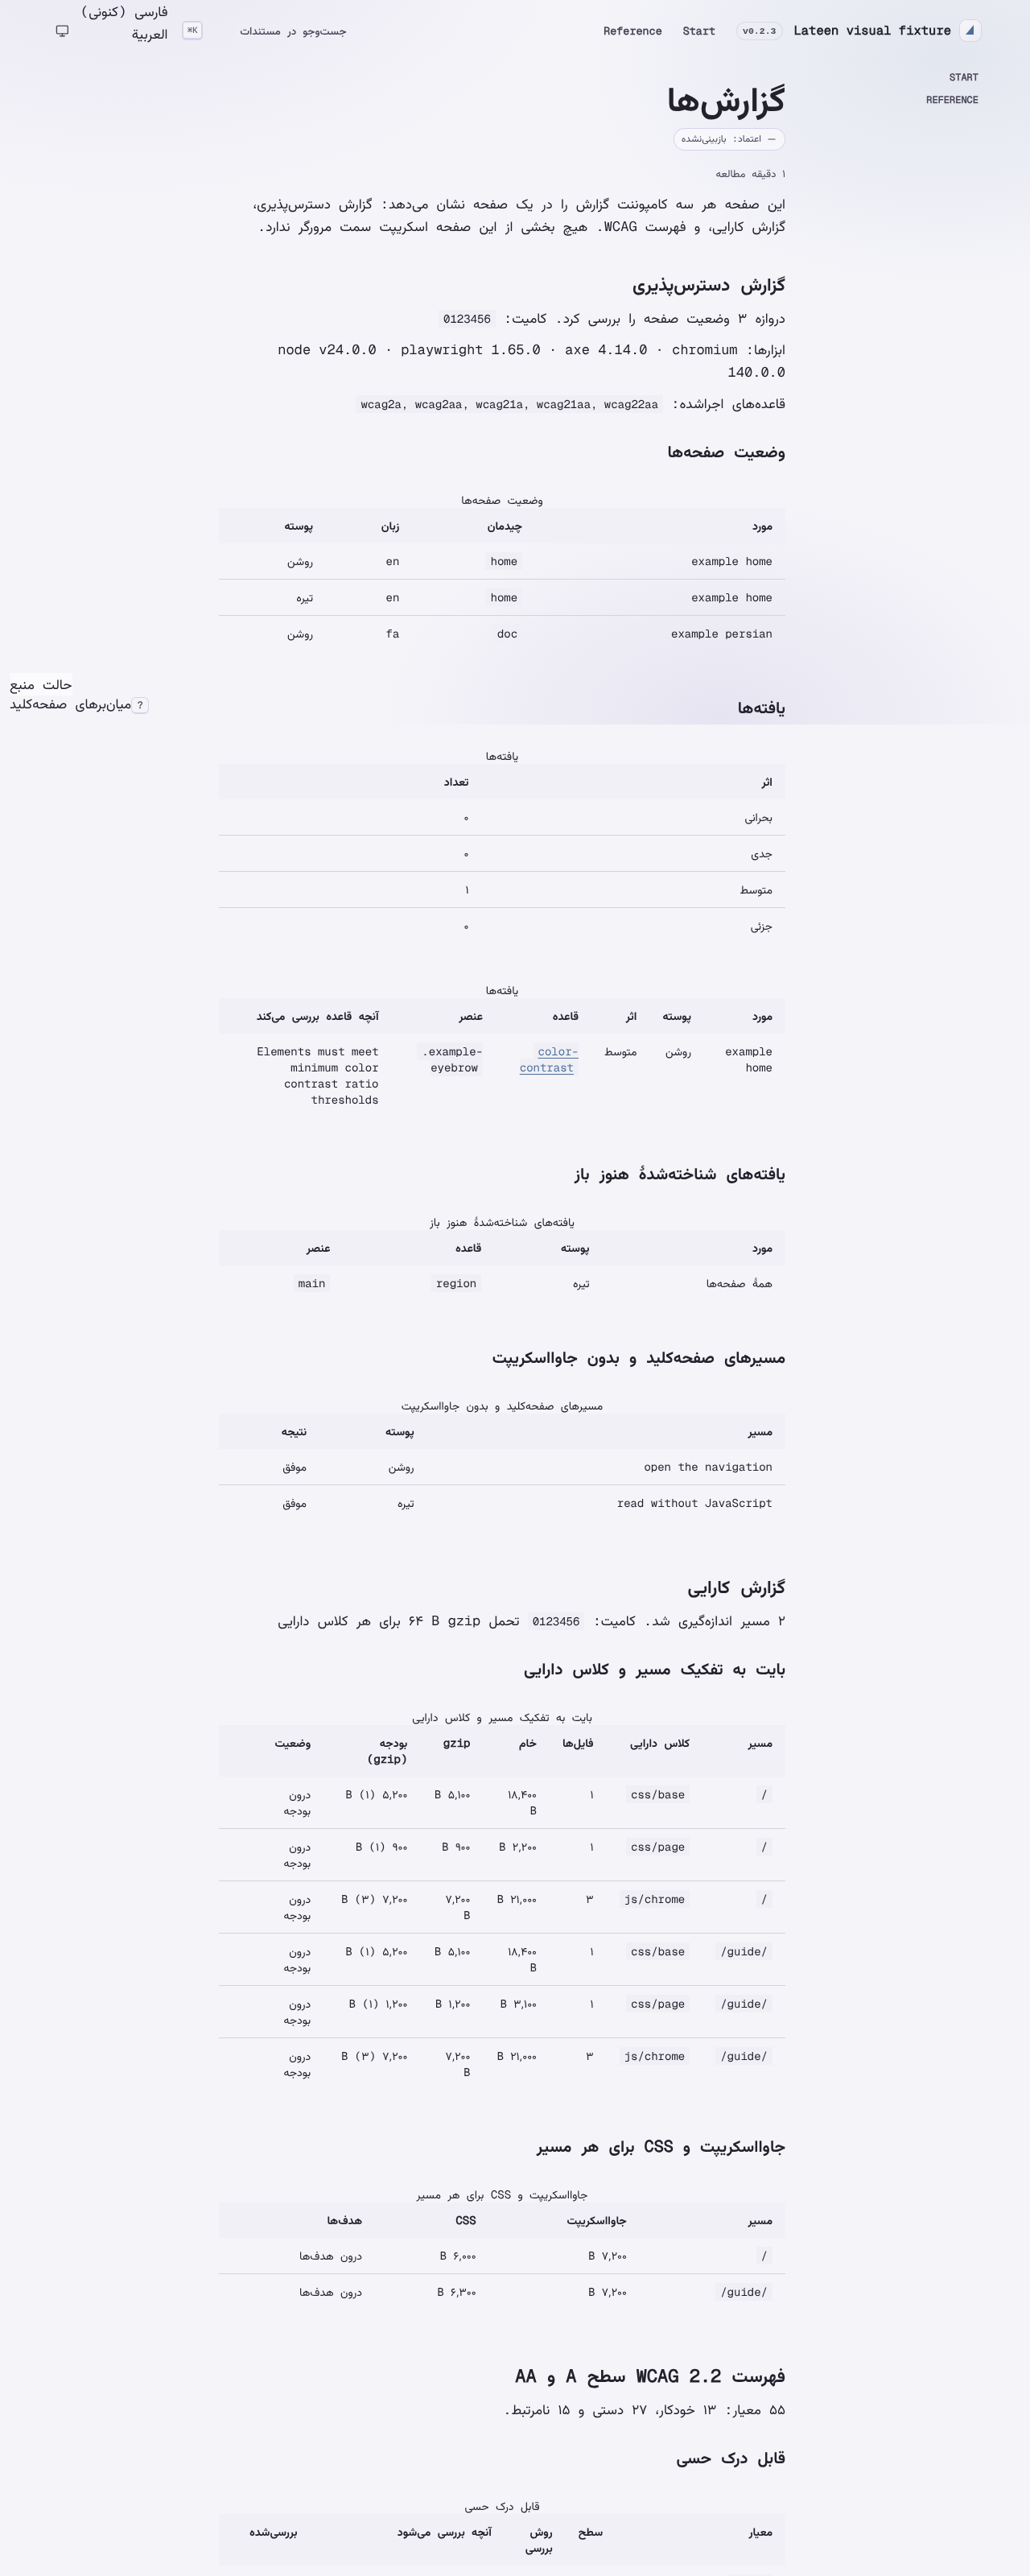 Lateen visual fixture v0.2.3 Start Reference
جست‌وجو در مستندات ⌘K
فارسی (کنونی)
العربية
START
REFERENCE
گزارش‌ها
— اعتماد: بازبینی‌نشده
۱ دقیقه مطالعه
این صفحه هر سه کامپوننت گزارش را در یک صفحه نشان می‌دهد: گزارش دسترس‌پذیری،
گزارش کارایی، و فهرست WCAG. هیچ بخشی از این صفحه اسکریپت سمت مرورگر ندارد.
گزارش دسترس‌پذیری
دروازه ۳ وضعیت صفحه را بررسی کرد. کامیت: 0123456
ابزارها: node v24.0.0 · playwright 1.65.0 · axe 4.14.0 · chromium
140.0.0
قاعده‌های اجراشده: wcag2a, wcag2aa, wcag21a, wcag21aa, wcag22aa
وضعیت صفحه‌ها
وضعیت صفحه‌ها
مورد چیدمان زبان پوسته
example home home en روشن
example home home en تیره
example persian doc fa روشن
حالت منبع
میان‌برهای صفحه‌کلید ?
یافته‌ها
یافته‌ها
اثر تعداد
بحرانی ۰
جدی ۰
متوسط ۱
جزئی ۰
یافته‌ها
مورد پوسته اثر قاعده عنصر آنچه قاعده بررسی می‌کند
example روشن متوسط color- .example- Elements must meet
home contrast eyebrow minimum color
contrast ratio
thresholds
یافته‌های شناخته‌شدهٔ هنوز باز
یافته‌های شناخته‌شدهٔ هنوز باز
مورد پوسته قاعده عنصر
همهٔ صفحه‌ها تیره region main
مسیرهای صفحه‌کلید و بدون جاوااسکریپت
مسیرهای صفحه‌کلید و بدون جاوااسکریپت
مسیر پوسته نتیجه
open the navigation روشن موفق
read without JavaScript تیره موفق
گزارش کارایی
۲ مسیر اندازه‌گیری شد. کامیت: 0123456 تحمل ۶۴ B gzip برای هر کلاس دارایی
بایت به تفکیک مسیر و کلاس دارایی
بایت به تفکیک مسیر و کلاس دارایی
مسیر کلاس دارایی فایل‌ها خام gzip بودجه وضعیت
(gzip)
/ css/base ۱ ۱۸,۴۰۰ ۵,۱۰۰ B ۵,۲۰۰ B (۱) درون
B بودجه
/ css/page ۱ ۲,۲۰۰ B ۹۰۰ B ۹۰۰ B (۱) درون
بودجه
/ js/chrome ۳ ۲۱,۰۰۰ B ۷,۲۰۰ ۷,۲۰۰ B (۳) درون
B بودجه
/guide/ css/base ۱ ۱۸,۴۰۰ ۵,۱۰۰ B ۵,۲۰۰ B (۱) درون
B بودجه
/guide/ css/page ۱ ۳,۱۰۰ B ۱,۲۰۰ B ۱,۲۰۰ B (۱) درون
بودجه
/guide/ js/chrome ۳ ۲۱,۰۰۰ B ۷,۲۰۰ ۷,۲۰۰ B (۳) درون
B بودجه
جاوااسکریپت و CSS برای هر مسیر
جاوااسکریپت و CSS برای هر مسیر
مسیر جاوااسکریپت CSS هدف‌ها
/ ۷,۲۰۰ B ۶,۰۰۰ B درون هدف‌ها
/guide/ ۷,۲۰۰ B ۶,۳۰۰ B درون هدف‌ها
فهرست WCAG 2.2 سطح A و AA
۵۵ معیار: ۱۳ خودکار، ۲۷ دستی و ۱۵ نامرتبط.
قابل درک حسی
قابل درک حسی
معیار سطح روش آنچه بررسی می‌شود بررسی‌شده
بررسی